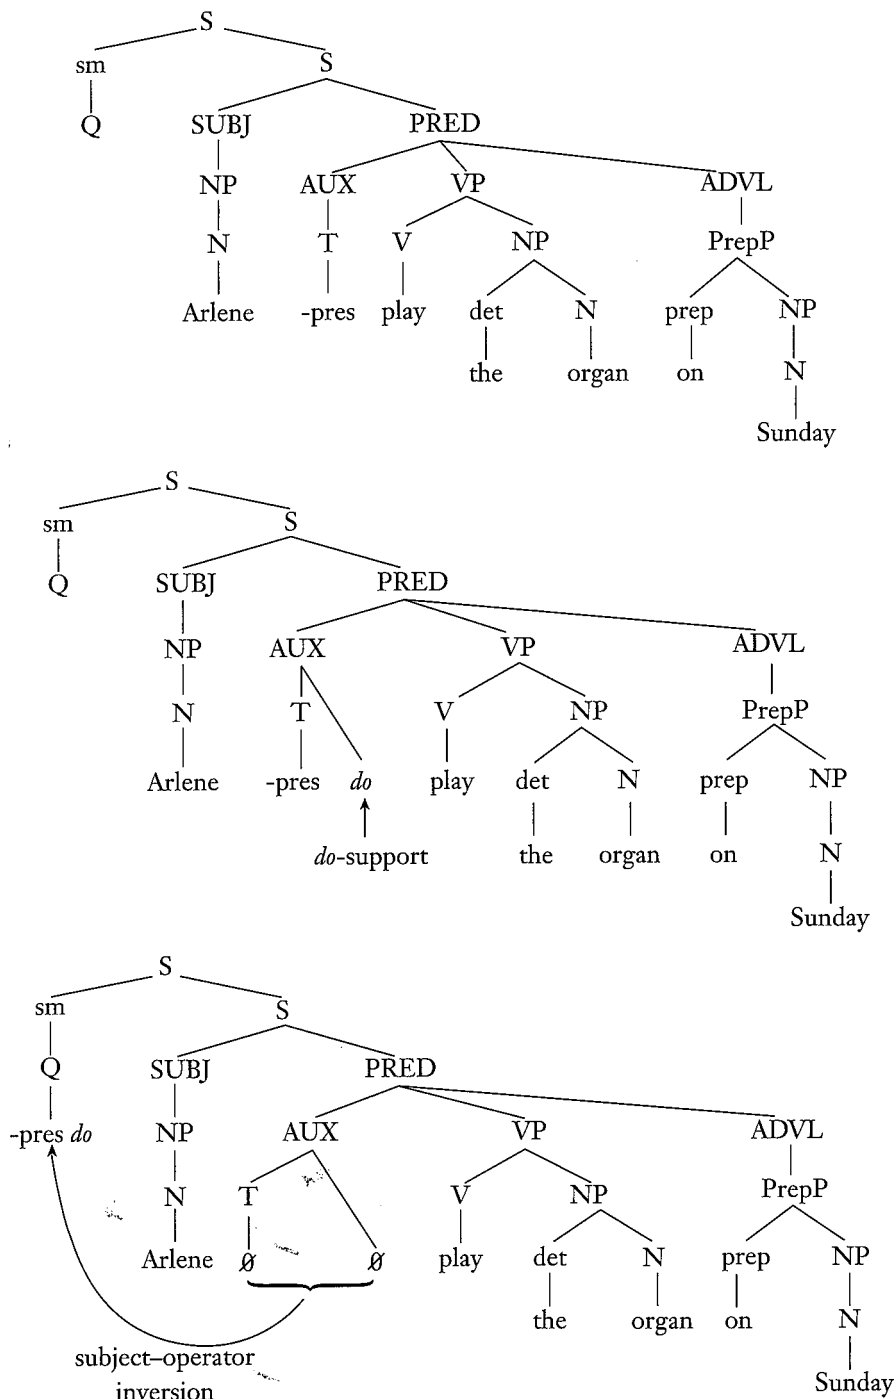 S
sm S
Q SUBJ PRED
NP AUX VP ADVL
N T V NP PrepP
Arlene -pres play det N prep NP
the organ on N
Sunday
S
sm S
Q SUBJ PRED
NP AUX VP ADVL
N T V NP PrepP
Arlene -pres do play det N prep NP
do-support the organ on N
Sunday
S
sm S
Q SUBJ PRED
-pres do NP AUX VP ADVL
N T V NP PrepP
Arlene Ø Ø play det N prep NP
the organ on N
subject–operator Sunday
inversion